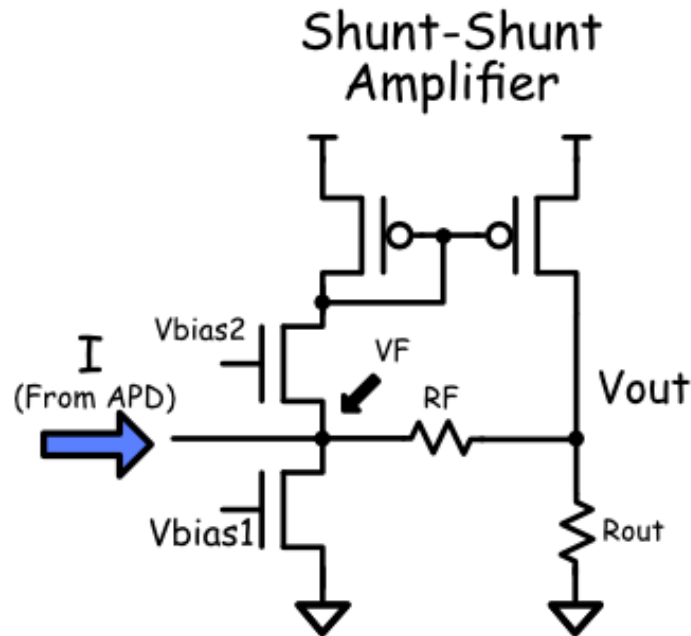 Shunt-Shunt
Amplifier
Vbias2
VF
I
(From APD)
RF
Vout
Vbias1
Rout